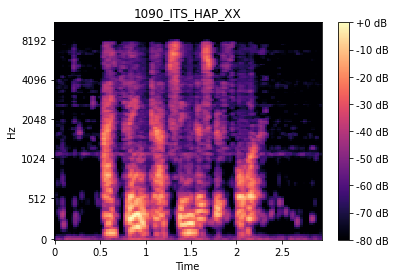 1090_ITS_HAP_XX
8192
4096
2048
1024
512
0
Hz
0
0.5
1
1.5
2
2.5
Time
+0 dB
-10 dB
-20 dB
-30 dB
-40 dB
-50 dB
-60 dB
-70 dB
-80 dB